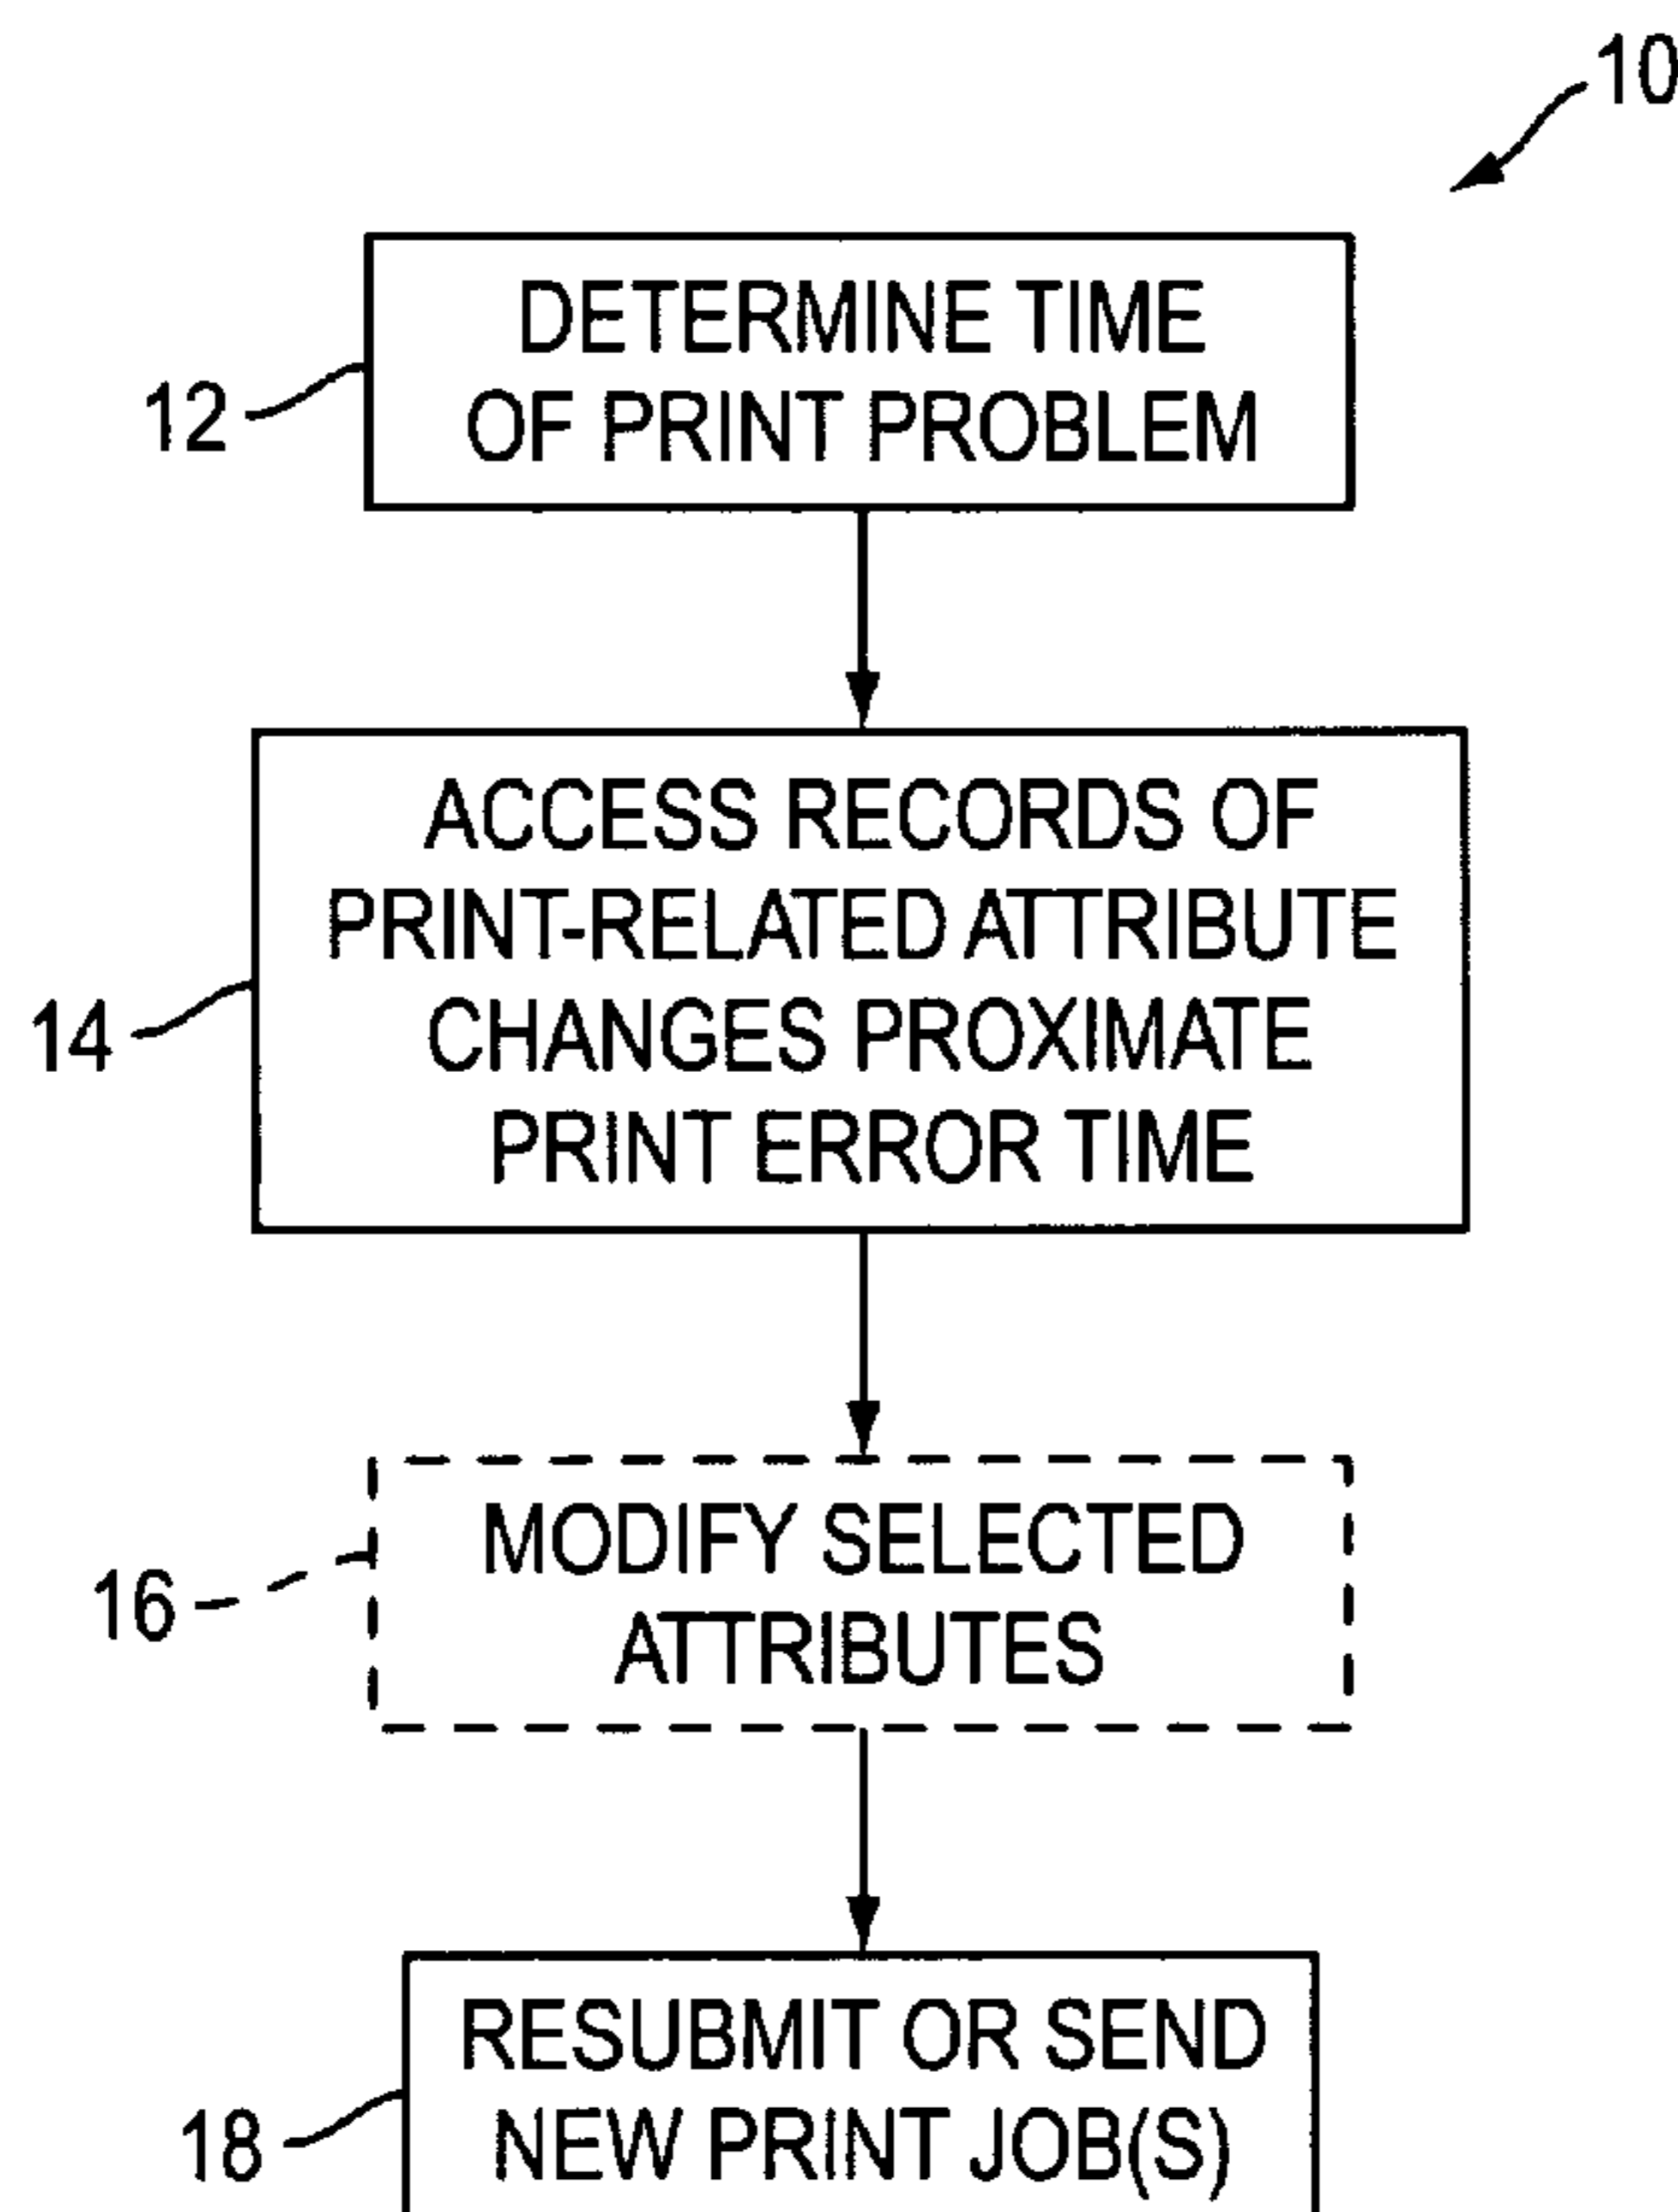 10
12
DETERMINE TIME
OF PRINT PROBLEM
14
ACCESS RECORDS OF
PRINT-RELATED ATTRIBUTE
CHANGES PROXIMATE
PRINT ERROR TIME
16
MODIFY SELECTED
ATTRIBUTES
18
RESUBMIT OR SEND
NEW PRINT JOB(S)